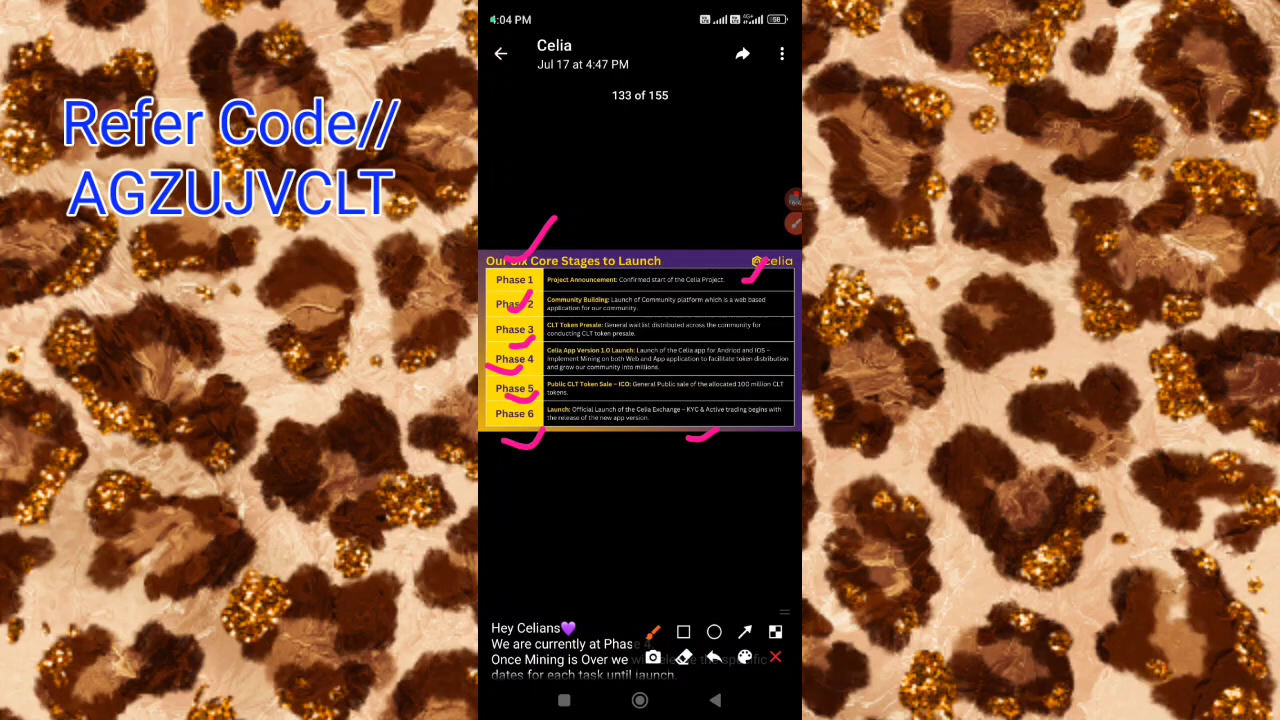 Refer Code//
AGZUJVCLT
4:04 PM
58
Celia
Jul 17 at 4:47 PM
133 of 155
Our Six Core Stages to Launch
celia
Phase 1
Project Announcement: Confirmed start of the Celia Project.
Phase 2
Community Building: Launch of Community platform which is a web based
application for our community.
Phase 3
CLT Token Presale: General waitlist distributed across the community for
conducting CLT token presale.
Phase 4
Celia App Version 1.0 Launch: Launch of the Celia app for Andriod and IOS –
Implement Mining on both Web and App application to facilitate token distribution
and grow our community into millions.
Phase 5
Public CLT Token Sale – ICO: General Public sale of the allocated 100 million CLT
tokens.
Phase 6
Launch: Official Launch of the Celia Exchange – KYC & Active trading begins with
the release of the new app version.
Hey Celians💜
We are currently at Phase 4
Once Mining is Over we will release the specific
dates for each task until launch.